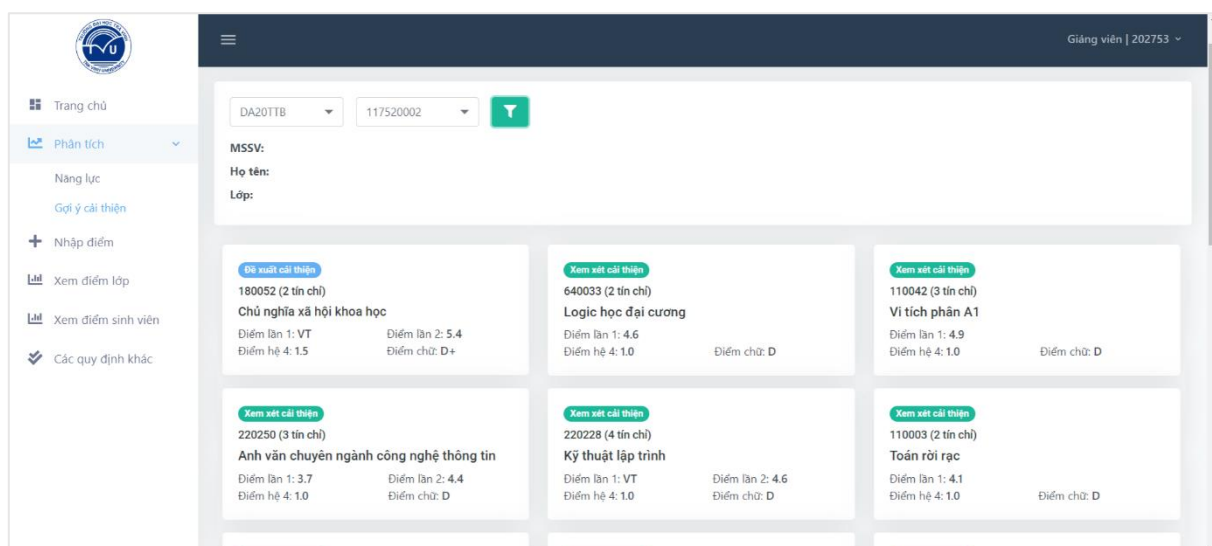 TRƯỜNG ĐẠI HỌC TRÀ VINH
TVU
TRA VINH UNIVERSITY
Giảng viên | 202753
Trang chủ
Phân tích
Năng lực
Gợi ý cải thiện
Nhập điểm
Xem điểm lớp
Xem điểm sinh viên
Các quy định khác
DA20TTB
117520002
MSSV:
Họ tên:
Lớp:
Đề xuất cải thiện
180052 (2 tín chỉ)
Chủ nghĩa xã hội khoa học
Điểm lần 1: VT Điểm lần 2: 5.4
Điểm hệ 4: 1.5 Điểm chữ: D+
Xem xét cải thiện
640033 (2 tín chỉ)
Logic học đại cương
Điểm lần 1: 4.6
Điểm hệ 4: 1.0 Điểm chữ: D
Xem xét cải thiện
110042 (3 tín chỉ)
Vi tích phân A1
Điểm lần 1: 4.9
Điểm hệ 4: 1.0 Điểm chữ: D
Xem xét cải thiện
220250 (3 tín chỉ)
Anh văn chuyên ngành công nghệ thông tin
Điểm lần 1: 3.7 Điểm lần 2: 4.4
Điểm hệ 4: 1.0 Điểm chữ: D
Xem xét cải thiện
220228 (4 tín chỉ)
Kỹ thuật lập trình
Điểm lần 1: VT Điểm lần 2: 4.6
Điểm hệ 4: 1.0 Điểm chữ: D
Xem xét cải thiện
110003 (2 tín chỉ)
Toán rời rạc
Điểm lần 1: 4.1
Điểm hệ 4: 1.0 Điểm chữ: D